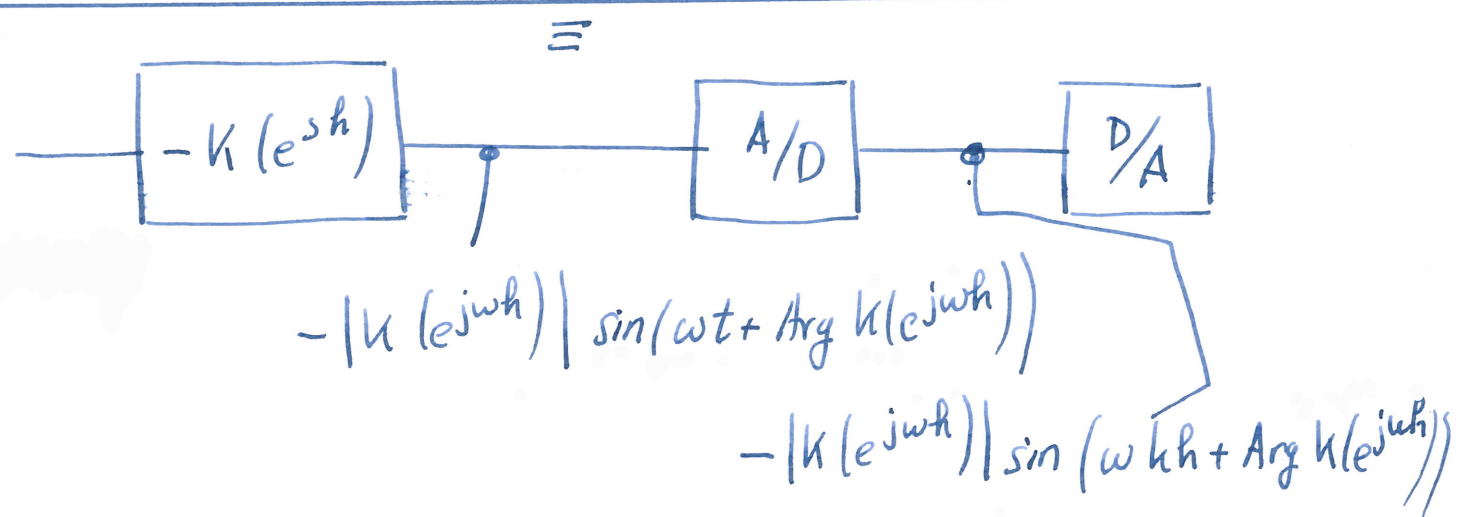 ≡
-K(e^{sh}) A/D D/A
-|K(e^{jωh})| sin(ωt + Arg K(e^{jωh}))
-|K(e^{jωh})| sin(ωkh + Arg K(e^{jωh}))